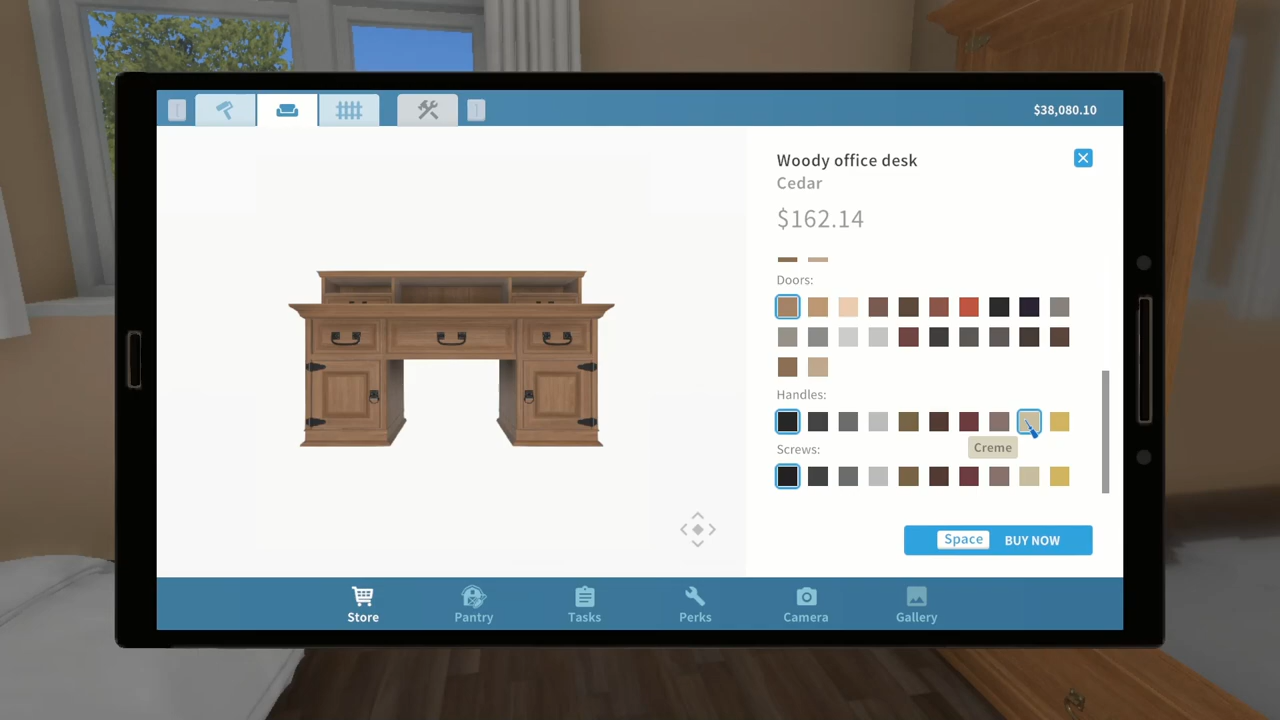 $38,080.10
Woody office desk
Cedar
$162.14
Doors:
Handles:
Creme
Screws:
Space BUY NOW
Store Pantry Tasks Perks Camera Gallery